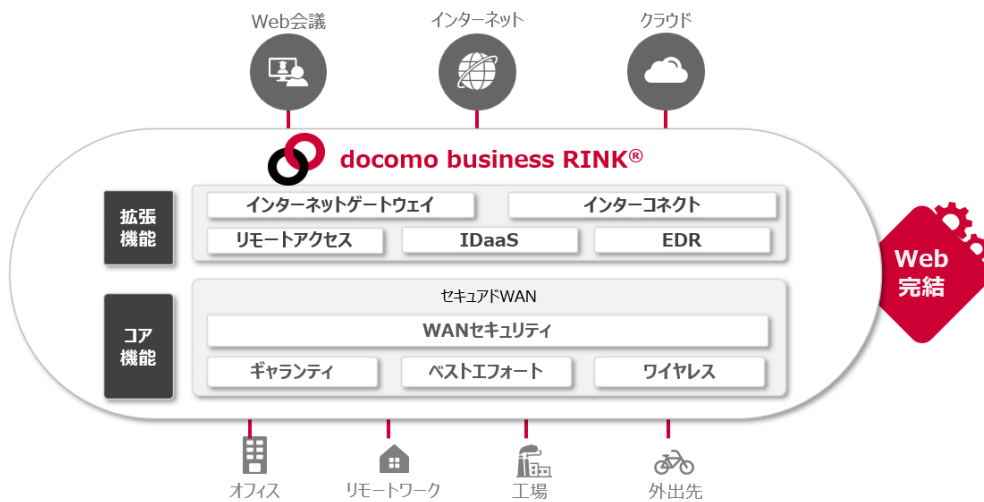 Web会議
インターネット
クラウド
docomo business RINK®
拡張
機能
インターネットゲートウェイ
インターコネクト
リモートアクセス
IDaaS
EDR
Web
完結
コア
機能
セキュアドWAN
WANセキュリティ
ギャランティ
ベストエフォート
ワイヤレス
オフィス
リモートワーク
工場
外出先